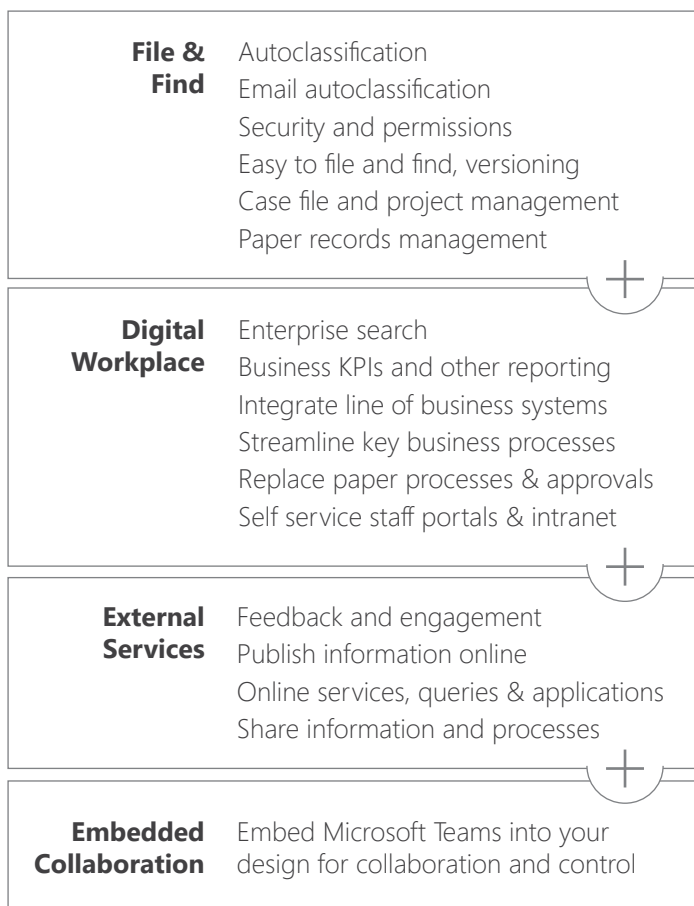 File &
Find
Autoclassification
Email autoclassification
Security and permissions
Easy to file and find, versioning
Case file and project management
Paper records management
Digital
Workplace
Enterprise search
Business KPIs and other reporting
Integrate line of business systems
Streamline key business processes
Replace paper processes & approvals
Self service staff portals & intranet
External
Services
Feedback and engagement
Publish information online
Online services, queries & applications
Share information and processes
Embedded
Collaboration
Embed Microsoft Teams into your
design for collaboration and control